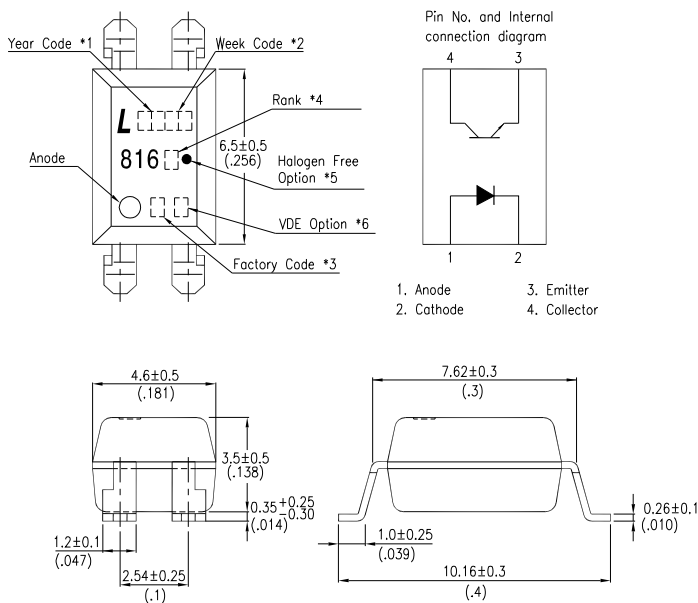 Year Code *1
Week Code *2
L
Rank *4
816
6.5±0.5
(.256)
Anode
Halogen Free
Option *5
VDE Option *6
Factory Code *3
Pin No. and Internal
connection diagram
4 3
1 2
1. Anode
2. Cathode
3. Emitter
4. Collector
4.6±0.5
(.181)
3.5±0.5
(.138)
0.35+0.25
-0.30
(.014)
1.2±0.1
(.047)
2.54±0.25
(.1)
7.62±0.3
(.3)
0.26±0.1
(.010)
1.0±0.25
(.039)
10.16±0.3
(.4)